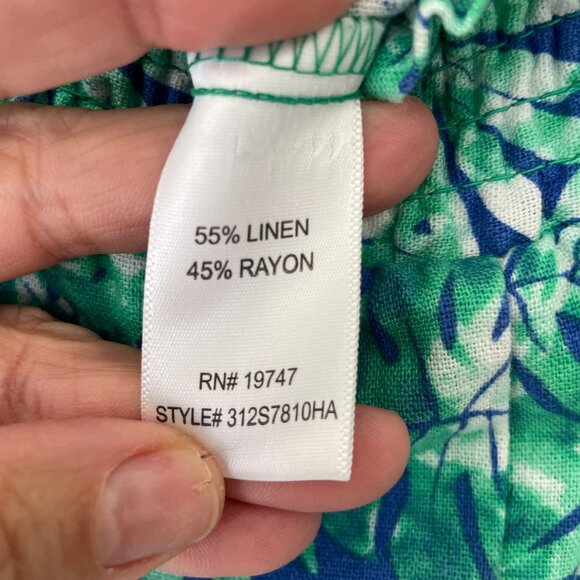 55% LINEN
45% RAYON
RN# 19747
STYLE# 312S7810HA